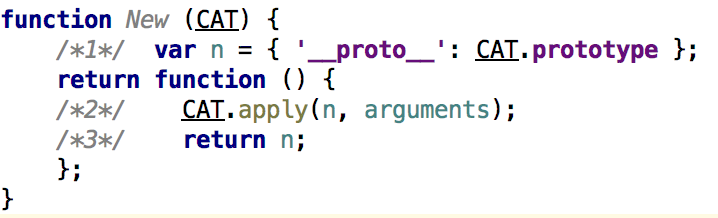 function New (CAT) {
    /*1*/  var n = { '__proto__': CAT.prototype };
    return function () {
    /*2*/    CAT.apply(n, arguments);
    /*3*/    return n;
    };
}